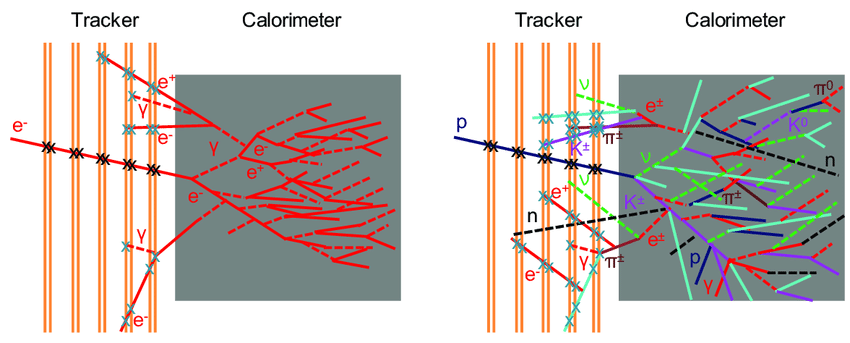 Tracker Calorimeter
e⁺
γ
e⁻
e⁻
γ
e⁻
e⁺
e⁻
γ
e⁻
Tracker Calorimeter
ν
e±
π⁰
p
K±
π±
K⁰
ν
n
e⁺
K±
π±
n
e⁻
γ
π±
e±
p
γ